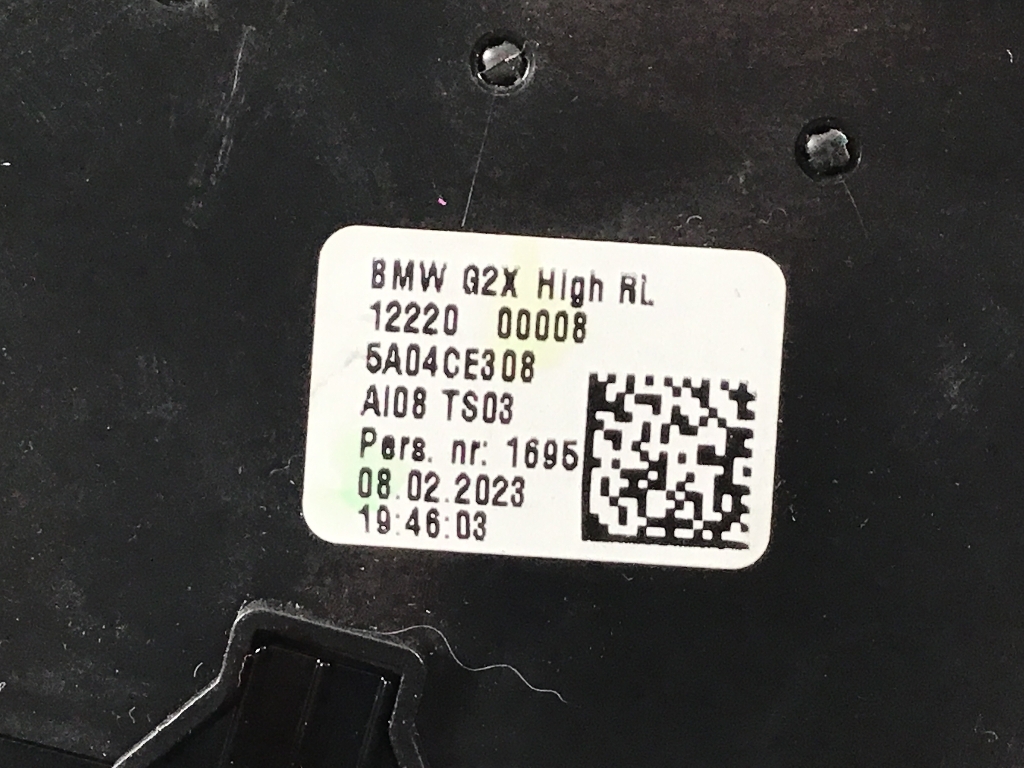 BMW G2X High RL
12220 00008
5A04CE308
AI08 TS03
Pers. nr: 1695
08.02.2023
19:46:03